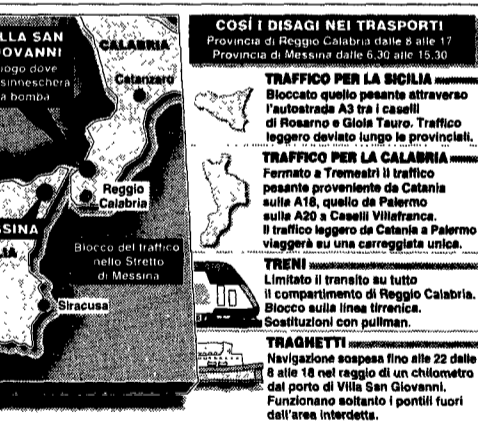 LLA SAN
OVANNI
ogo dove
sinnescherà
a bomba
CALABRIA
Catanzaro
Reggio
Calabria
SSINA
LIA
Blocco del traffico
nello Stretto
di Messina
Siracusa
COSÍ I DISAGI NEI TRASPORTI
Provincia di Reggio Calabria dalle 8 alle 17
Provincia di Messina dalle 6,30 alle 15,30
TRAFFICO PER LA SICILIA
Bloccato quello pesante attraverso
l'autostrada A3 tra i caselli
di Rosarno e Gioia Tauro. Traffico
leggero deviato lungo le provinciali.
TRAFFICO PER LA CALABRIA
Fermato a Tremestri il traffico
pesante proveniente da Catania
sulla A18, quello da Palermo
sulla A20 a Caselli Villafranca.
Il traffico leggero da Catania a Palermo
viaggerà su una carreggiata unica.
TRENI
Limitato il transito su tutto
il compartimento di Reggio Calabria.
Blocco sulla linea tirrenica.
Sostituzioni con pullman.
TRAGHETTI
Navigazione sospesa fino alle 22 dalle
8 alle 18 nel raggio di un chilometro
dal porto di Villa San Giovanni.
Funzionano soltanto i pontili fuori
dall'area interdetta.